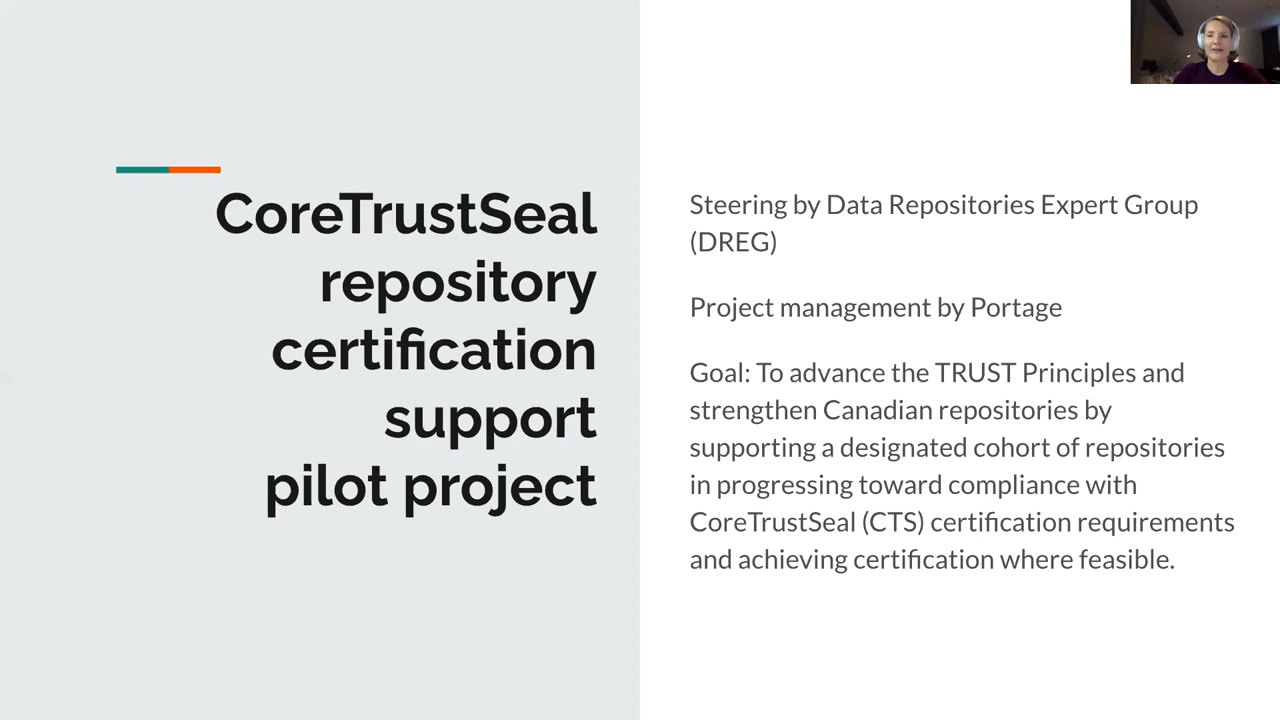 CoreTrustSeal
repository
certification
support
pilot project
Steering by Data Repositories Expert Group
(DREG)
Project management by Portage
Goal: To advance the TRUST Principles and
strengthen Canadian repositories by
supporting a designated cohort of repositories
in progressing toward compliance with
CoreTrustSeal (CTS) certification requirements
and achieving certification where feasible.